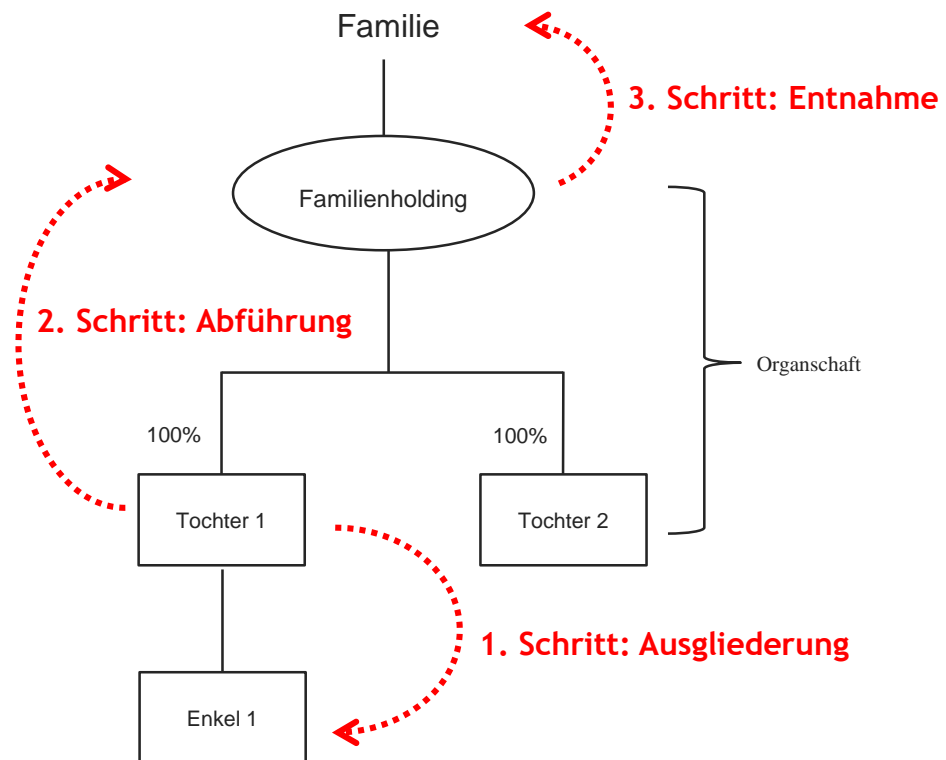 Familie
3. Schritt: Entnahme
Familienholding
2. Schritt: Abführung
Organschaft
100%
100%
Tochter 1
Tochter 2
1. Schritt: Ausgliederung
Enkel 1